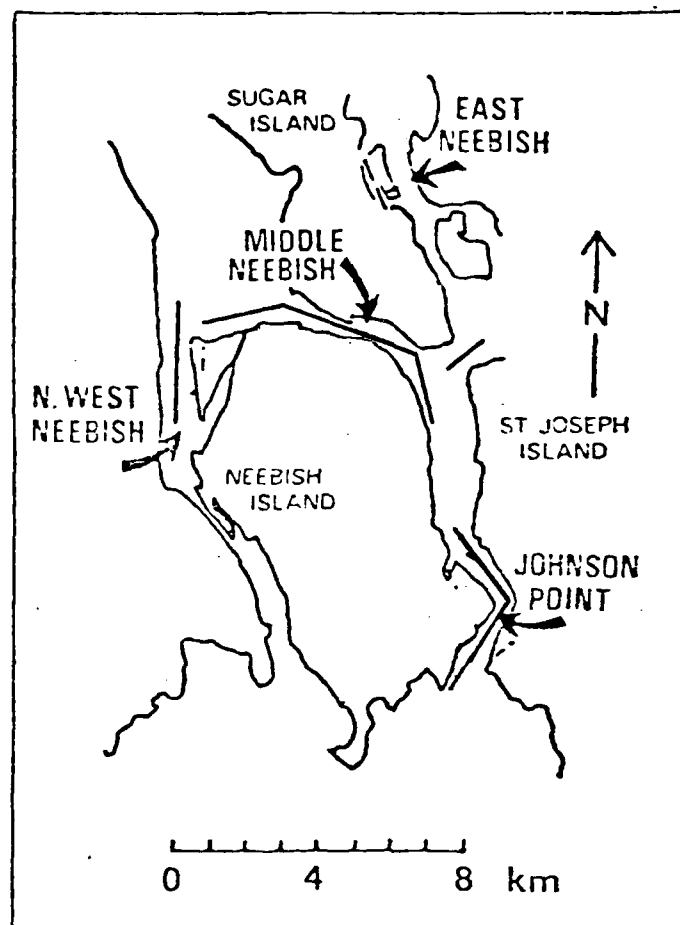 SUGAR
ISLAND
EAST
NEEBISH
MIDDLE
NEEBISH
N
N. WEST
NEEBISH
ST JOSEPH
ISLAND
NEEBISH
ISLAND
JOHNSON
POINT
0 4 8 km